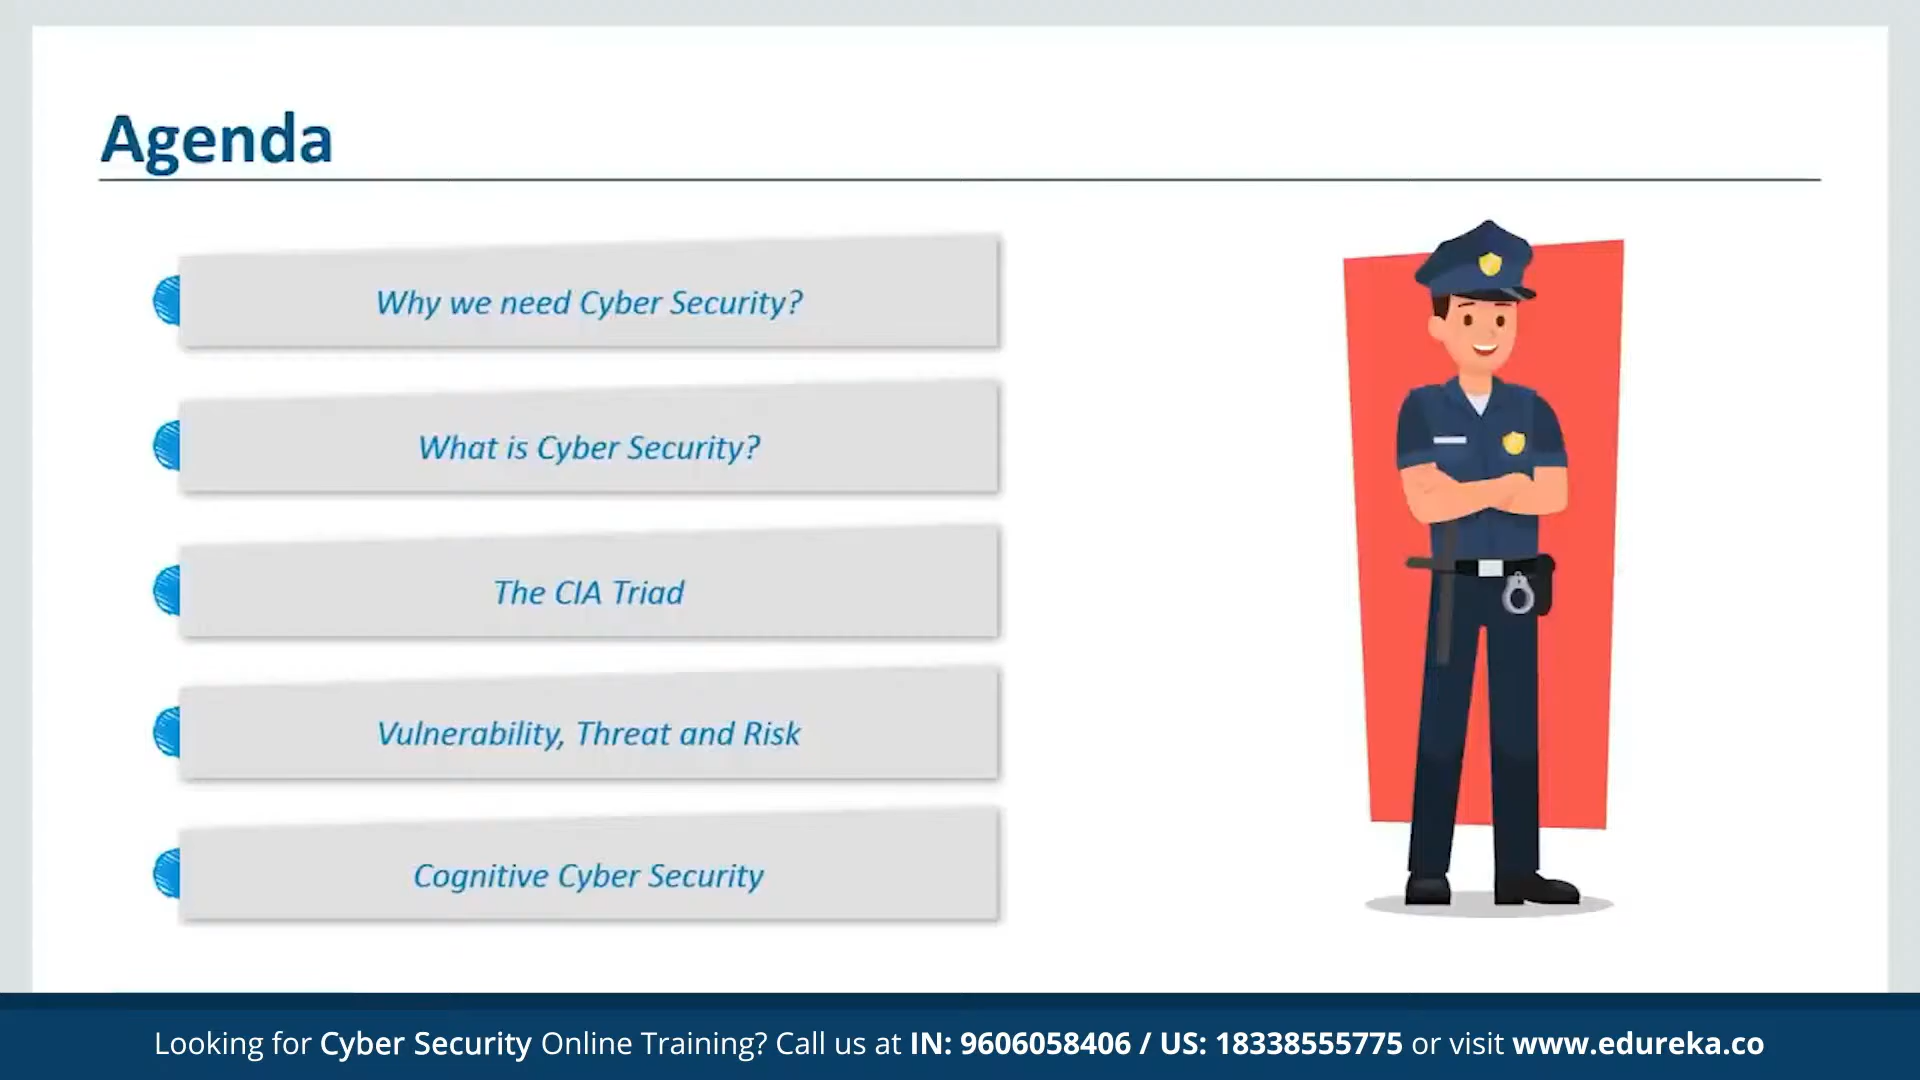 Agenda
Why we need Cyber Security?
What is Cyber Security?
The CIA Triad
Vulnerability, Threat and Risk
Cognitive Cyber Security
Looking for Cyber Security Online Training? Call us at IN: 9606058406 / US: 18338555775 or visit www.edureka.co